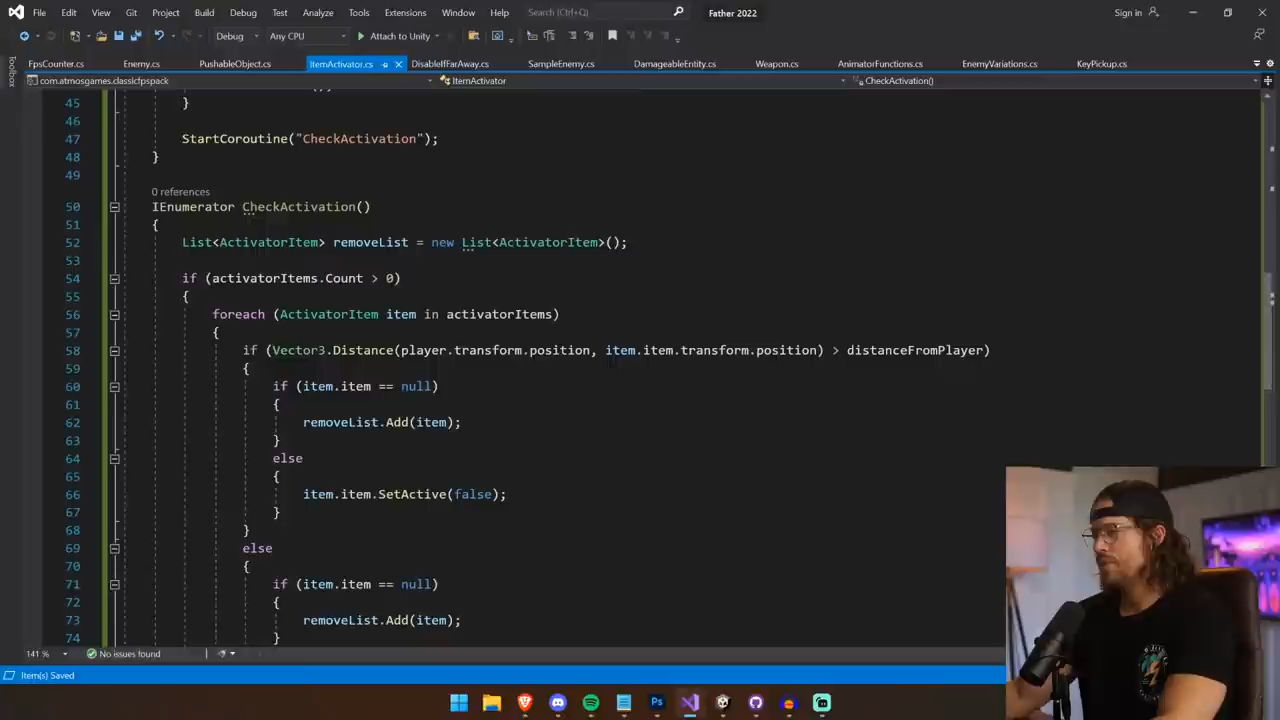 File Edit View Git Project Build Debug Test Analyze Tools Extensions Window Help Search (Ctrl+Q) Father 2022 Sign in
Debug Any CPU Attach to Unity
FpsCounter.cs Enemy.cs PushableObject.cs ItemActivator.cs DisableIfFarAway.cs SampleEnemy.cs DamageableEntity.cs Weapon.cs AnimatorFunctions.cs EnemyVariations.cs KeyPickup.cs
Toolbox
com.atmosgames.classicfpspack ItemActivator CheckActivation()
45 }
46
47 StartCoroutine("CheckActivation");
48 }
49
0 references
50 IEnumerator CheckActivation()
51 {
52 List<ActivatorItem> removeList = new List<ActivatorItem>();
53
54 if (activatorItems.Count > 0)
55 {
56 foreach (ActivatorItem item in activatorItems)
57 {
58 if (Vector3.Distance(player.transform.position, item.item.transform.position) > distanceFromPlayer)
59 {
60 if (item.item == null)
61 {
62 removeList.Add(item);
63 }
64 else
65 {
66 item.item.SetActive(false);
67 }
68 }
69 else
70 {
71 if (item.item == null)
72 {
73 removeList.Add(item);
74 }
141 % No issues found
Item(s) Saved